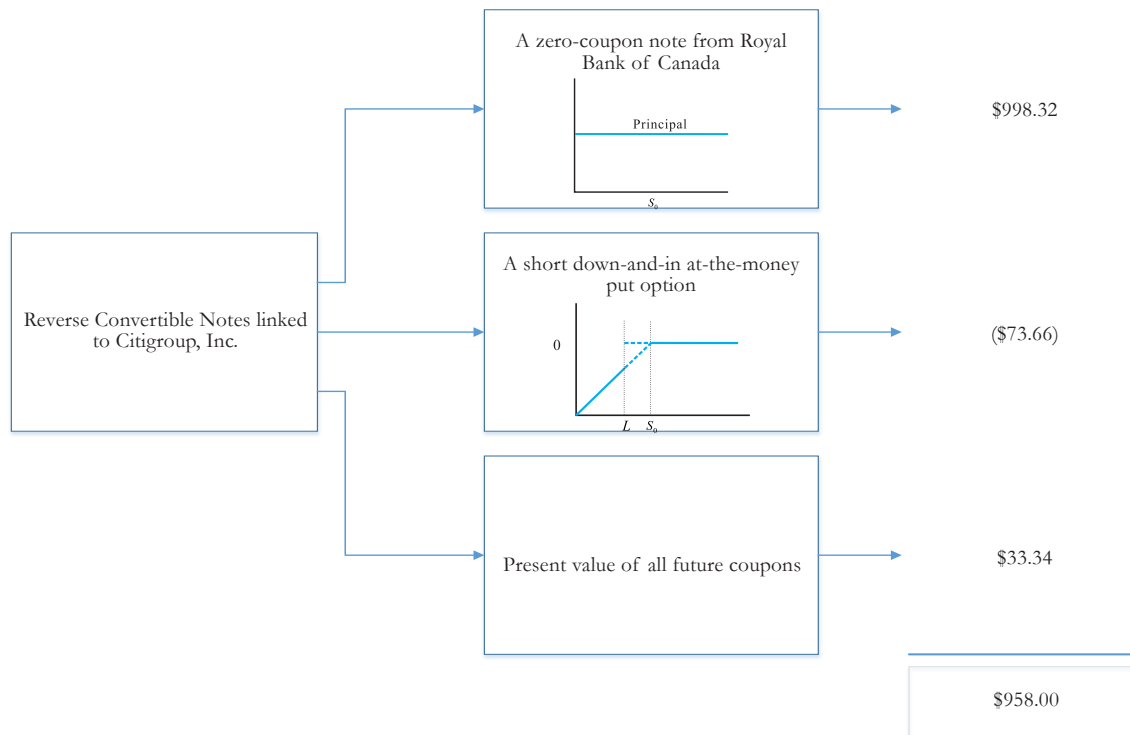 A zero-coupon note from Royal
Bank of Canada
Principal
S₀
$998.32
Reverse Convertible Notes linked
to Citigroup, Inc.
A short down-and-in at-the-money
put option
0
L S₀
($73.66)
Present value of all future coupons
$33.34
$958.00